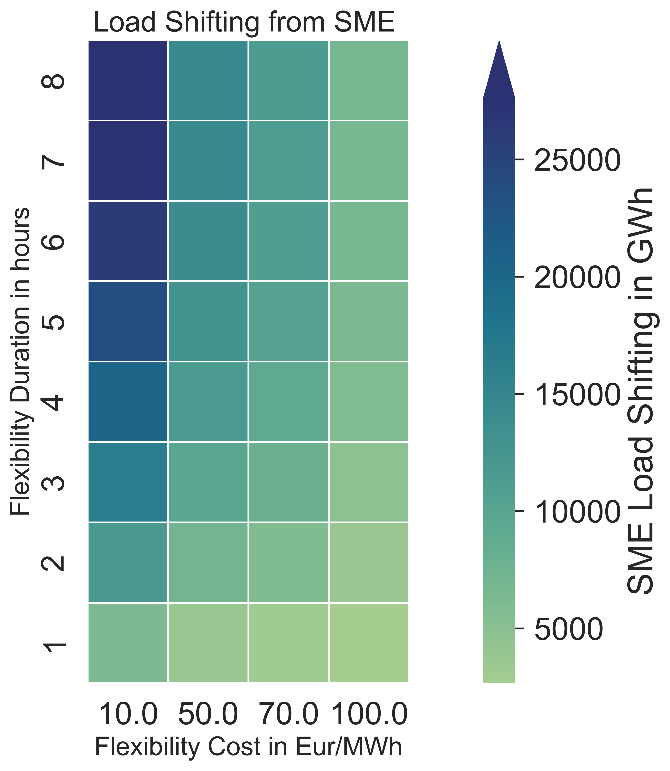 Load Shifting from SME
Flexibility Duration in hours
8
7
6
5
4
3
2
1
10.0 50.0 70.0 100.0
Flexibility Cost in Eur/MWh
25000
20000
15000
10000
5000
SME Load Shifting in GWh